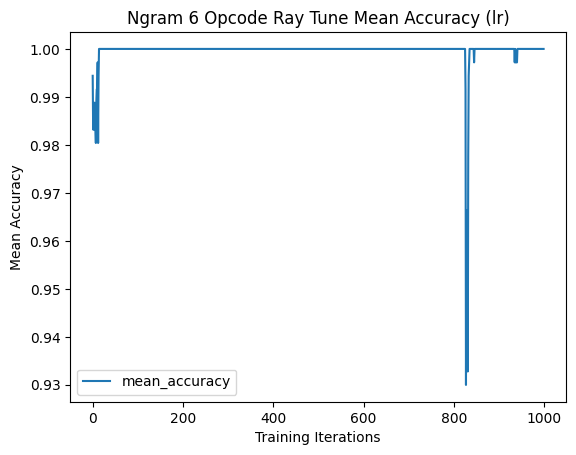 Ngram 6 Opcode Ray Tune Mean Accuracy (lr)
1.00
0.99
0.98
0.97
0.96
0.95
0.94
0.93
Mean Accuracy
mean_accuracy
0 200 400 600 800 1000
Training Iterations